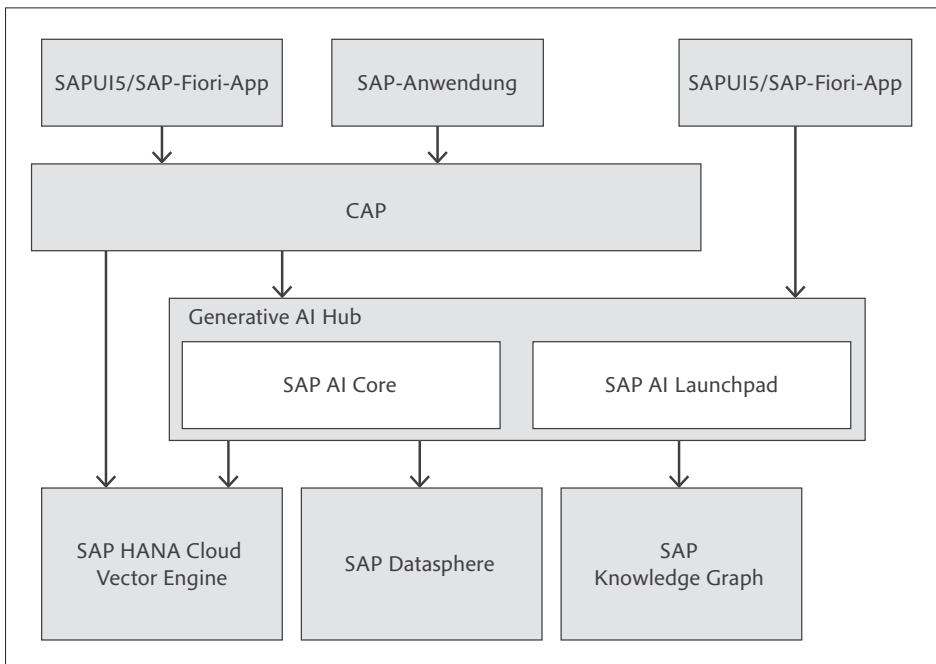 SAPUI5/SAP-Fiori-App
SAP-Anwendung
SAPUI5/SAP-Fiori-App
CAP
Generative AI Hub
SAP AI Core
SAP AI Launchpad
SAP HANA Cloud
Vector Engine
SAP Datasphere
SAP
Knowledge Graph